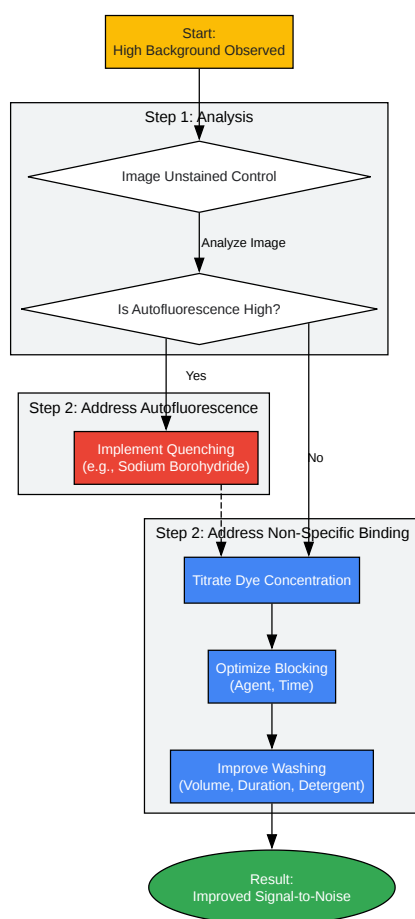 Start:
High Background Observed
Step 1: Analysis
Image Unstained Control
Analyze Image
Is Autofluorescence High?
Yes
Step 2: Address Autofluorescence
Implement Quenching
(e.g., Sodium Borohydride)
No
Step 2: Address Non-Specific Binding
Titrate Dye Concentration
Optimize Blocking
(Agent, Time)
Improve Washing
(Volume, Duration, Detergent)
Result:
Improved Signal-to-Noise